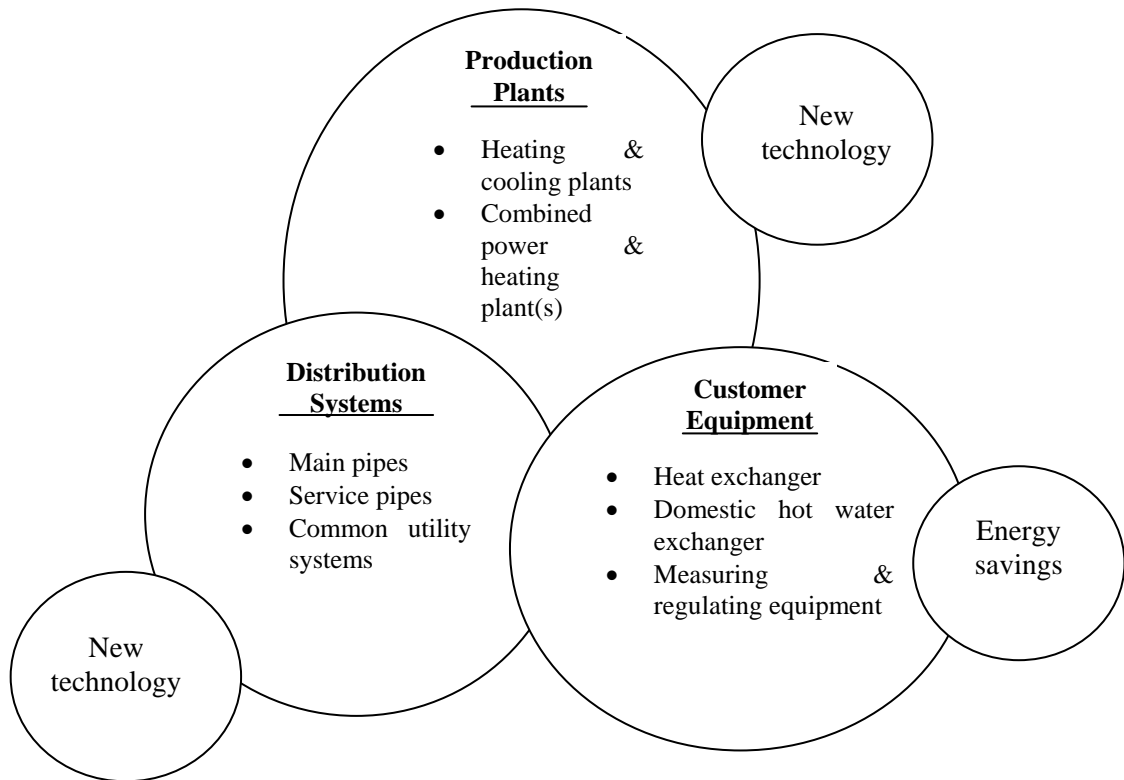 Production
Plants
• Heating &
cooling plants
• Combined
power &
heating
plant(s)
New
technology
Distribution
Systems
• Main pipes
• Service pipes
• Common utility
systems
Customer
Equipment
• Heat exchanger
• Domestic hot water
exchanger
• Measuring &
regulating equipment
Energy
savings
New
technology